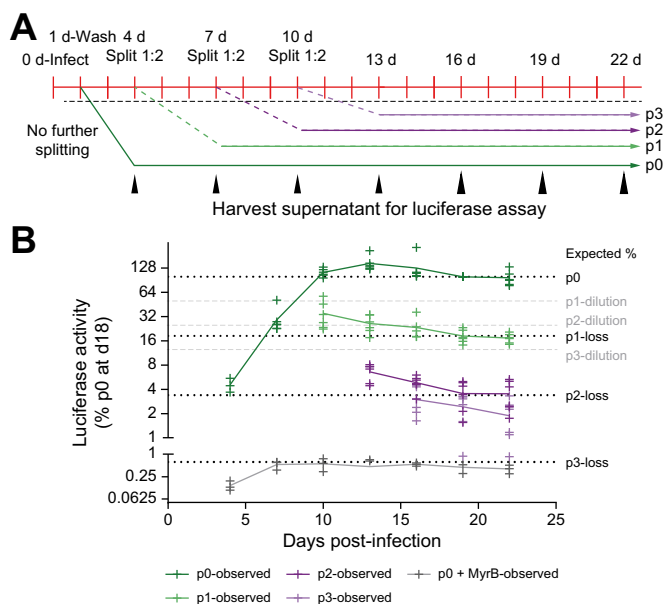 A
1 d-Wash 4 d 7 d 10 d
0 d-Infect Split 1:2 Split 1:2 Split 1:2 13 d 16 d 19 d 22 d
p3
No further
splitting
p2
p1
p0
Harvest supernatant for luciferase assay
B
Luciferase activity
(% p0 at d18)
128
64
32
16
8
4
2
1
1
0.25
0.0625
Expected %
p0
p1-dilution
p2-dilution
p1-loss
p3-dilution
p2-loss
p3-loss
0 5 10 15 20 25
Days post-infection
p0-observed p2-observed p0 + MyrB-observed
p1-observed p3-observed